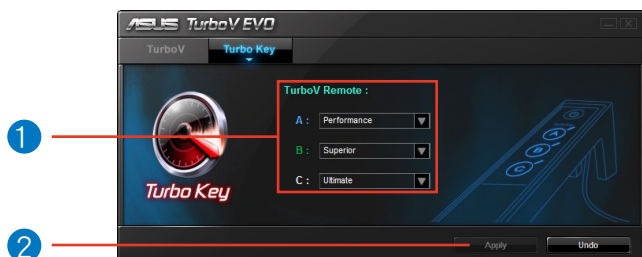 ASUS TurboV EVO
TurboV
Turbo Key
TurboV Remote :
1
A : Performance
B : Superior
C : Ultimate
Turbo Key
A
B
C
2
Apply
Undo